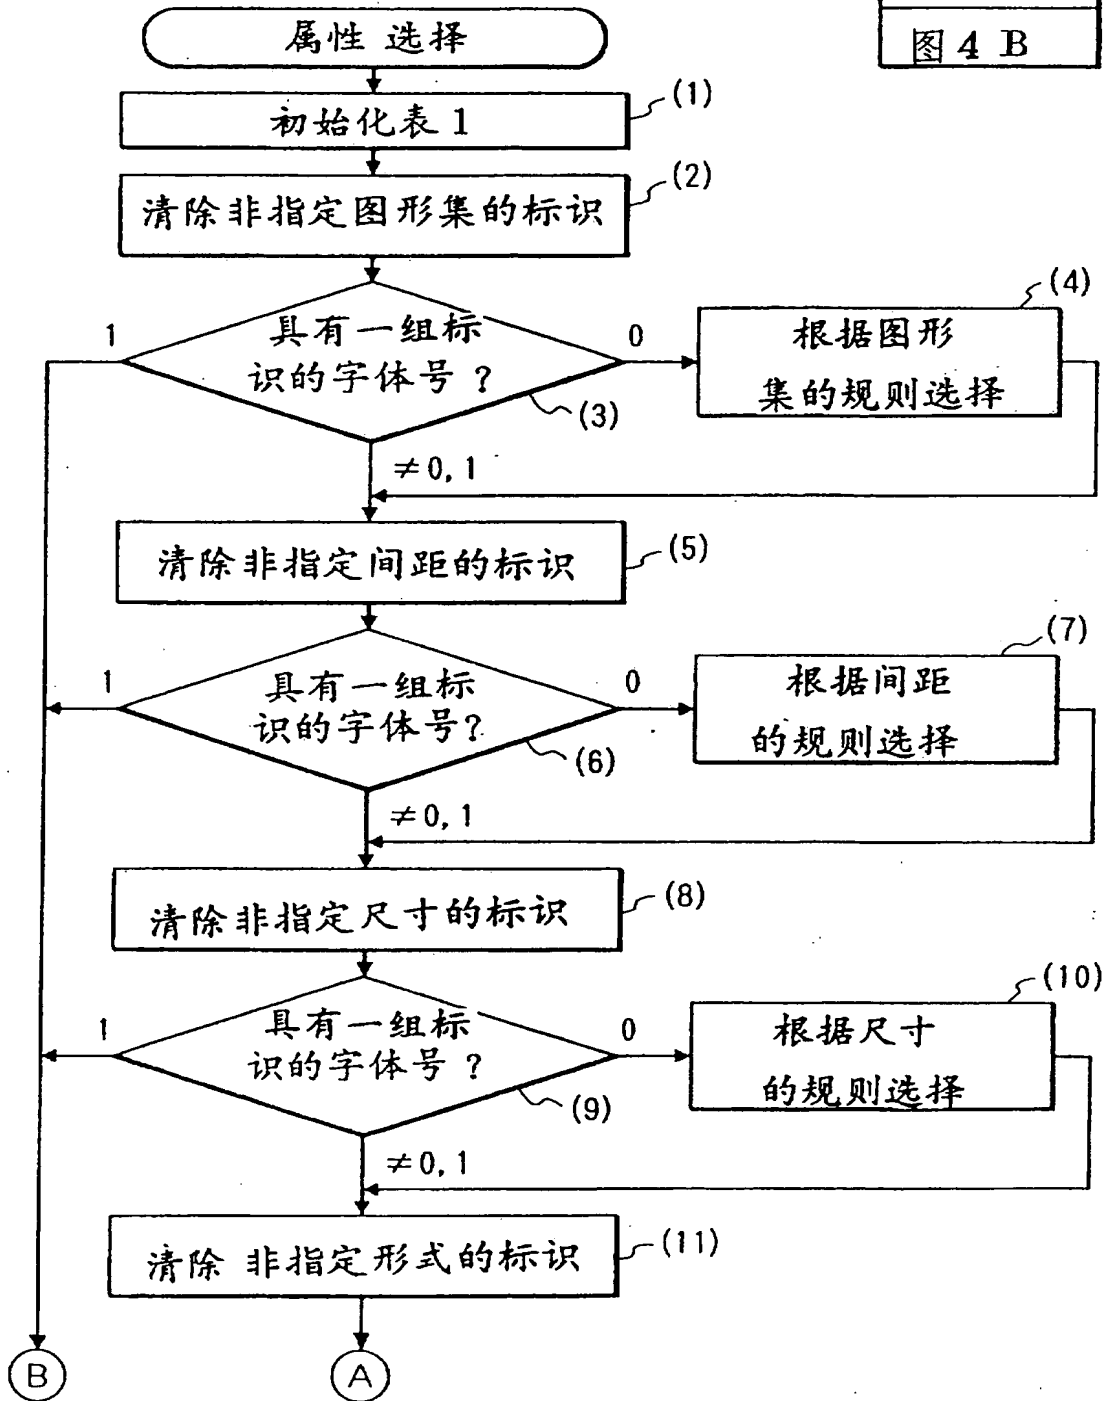 图4 B
属性 选择
(1)
初始化表1
(2)
清除非指定图形集的标识
(4)
1
具有一组标
识的字体号 ?
0
根据图形
集的规则选择
(3)
≠0,1
清除非指定间距的标识
(5)
(7)
1
具有一组标
识的字体号?
0
根据间距
的规则选择
(6)
≠0,1
清除非指定尺寸的标识
(8)
(10)
1
具有一组标
识的字体号 ?
0
根据尺寸
的规则选择
(9)
≠0,1
清除 非指定形式的标识
(11)
B
A